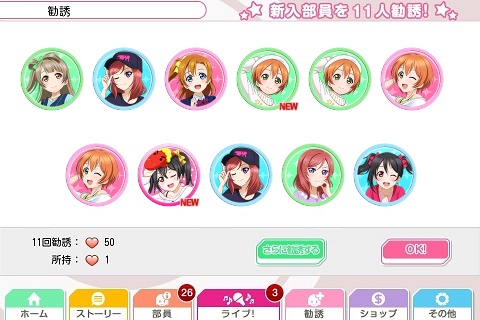 勧誘
新入部員を11人勧誘!
NEW
NEW
11回勧誘: 50
所持: 1
さらに勧誘する
OK!
26
3
ホーム
ストーリー
部員
ライブ!
勧誘
ショップ
その他